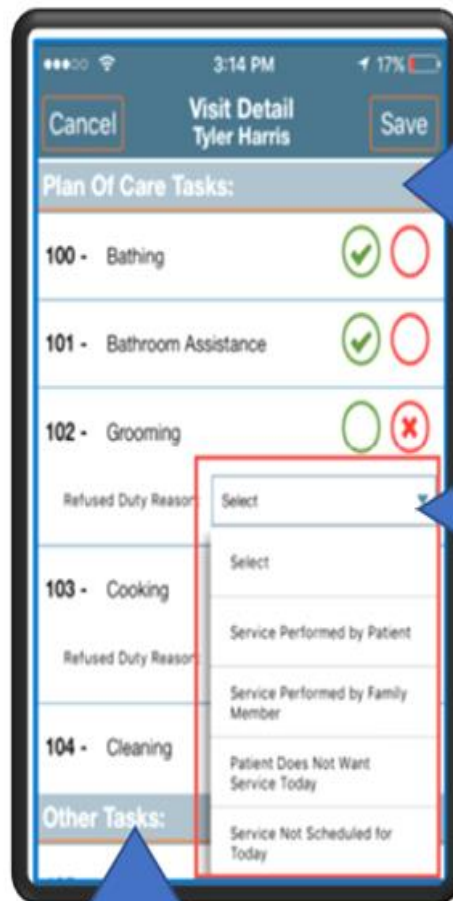 3:14 PM 17%
Cancel Visit Detail Save
Tyler Harris
Plan Of Care Tasks:
100 - Bathing
101 - Bathroom Assistance
102 - Grooming
Refused Duty Reason: Select
Select
103 - Cooking
Service Performed by Patient
Refused Duty Reason:
Service Performed by Family
Member
104 - Cleaning
Patient Does Not Want
Service Today
Other Tasks:
Service Not Scheduled for
Today